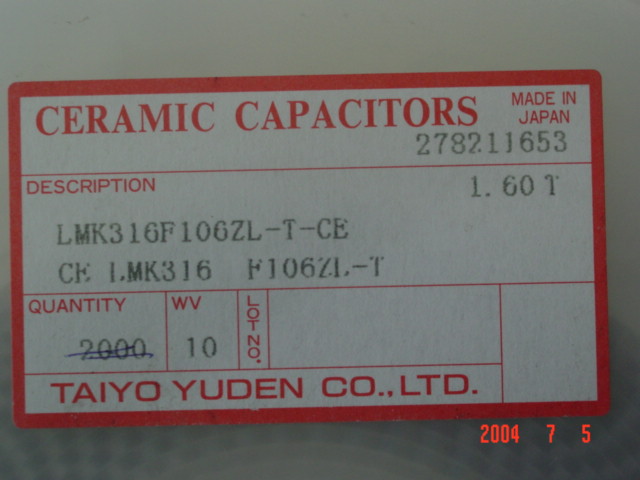 CERAMIC CAPACITORS
MADE IN
JAPAN
278211653
DESCRIPTION
1.60T
LMK316F106ZL-T-CE
CE LMK316 F106ZL-T
QUANTITY
WV
LOT NO.
2000
10
TAIYO YUDEN CO.,LTD.
2004 7 5